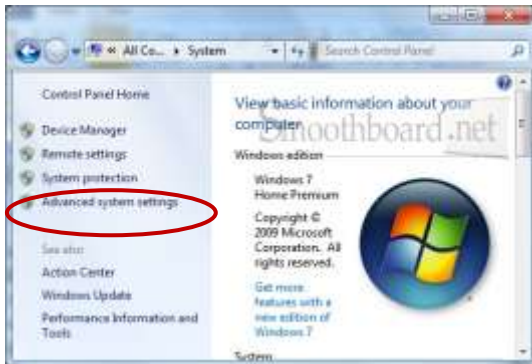 « All Co... ▸ System
Search Control Panel
Control Panel Home
Device Manager
Remote settings
System protection
Advanced system settings
See also
Action Center
Windows Update
Performance Information and
Tools
View basic information about your
computer
Smoothboard.net
Windows edition
Windows 7
Home Premium
Copyright ©
2009 Microsoft
Corporation. All
rights reserved.
Get more
features with a
new edition of
Windows 7
System